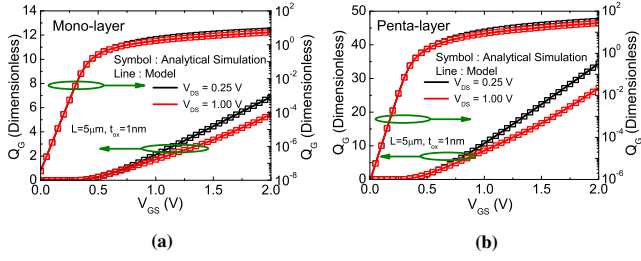 Mono-layer
Symbol : Analytical Simulation
Line : Model
V_DS = 0.25 V
V_DS = 1.00 V
L=5μm, t_ox=1nm
Q_G (Dimensionless)
14
12
10
8
6
4
2
0
10^2
10^0
10^-2
10^-4
10^-6
10^-8
Q_G (Dimensionless)
0.0 0.5 1.0 1.5 2.0
V_GS (V)
(a)
Penta-layer
Symbol : Analytical Simulation
Line : Model
V_DS = 0.25 V
V_DS = 1.00 V
L=5μm, t_ox=1nm
Q_G (Dimensionless)
50
40
30
20
10
0
10^2
10^0
10^-2
10^-4
10^-6
Q_G (Dimensionless)
0.0 0.5 1.0 1.5 2.0
V_GS (V)
(b)